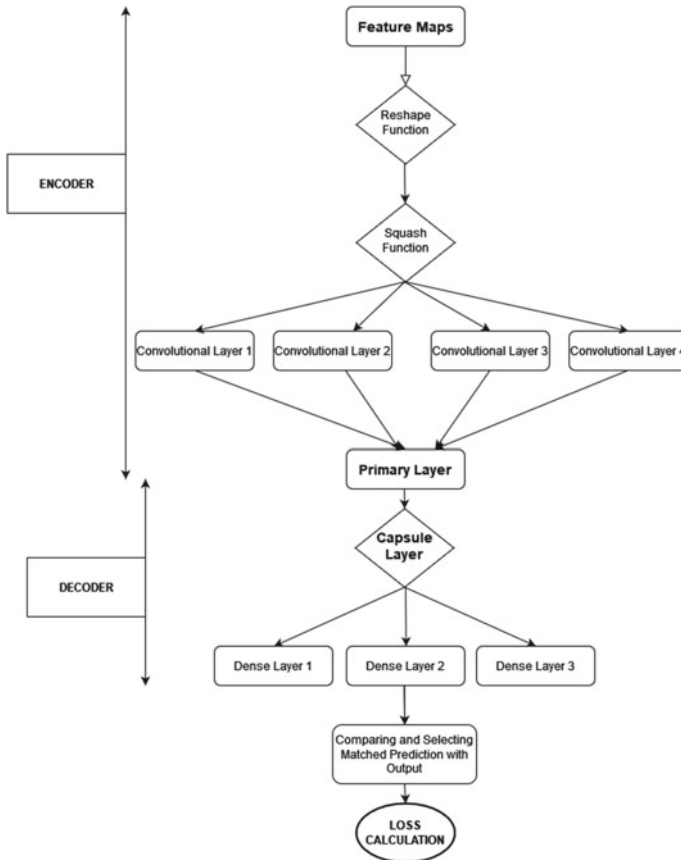 Feature Maps
Reshape
Function
ENCODER
Squash
Function
Convolutional Layer 1
Convolutional Layer 2
Convolutional Layer 3
Convolutional Layer 4
Primary Layer
Capsule
Layer
DECODER
Dense Layer 1
Dense Layer 2
Dense Layer 3
Comparing and Selecting
Matched Prediction with
Output
LOSS
CALCULATION